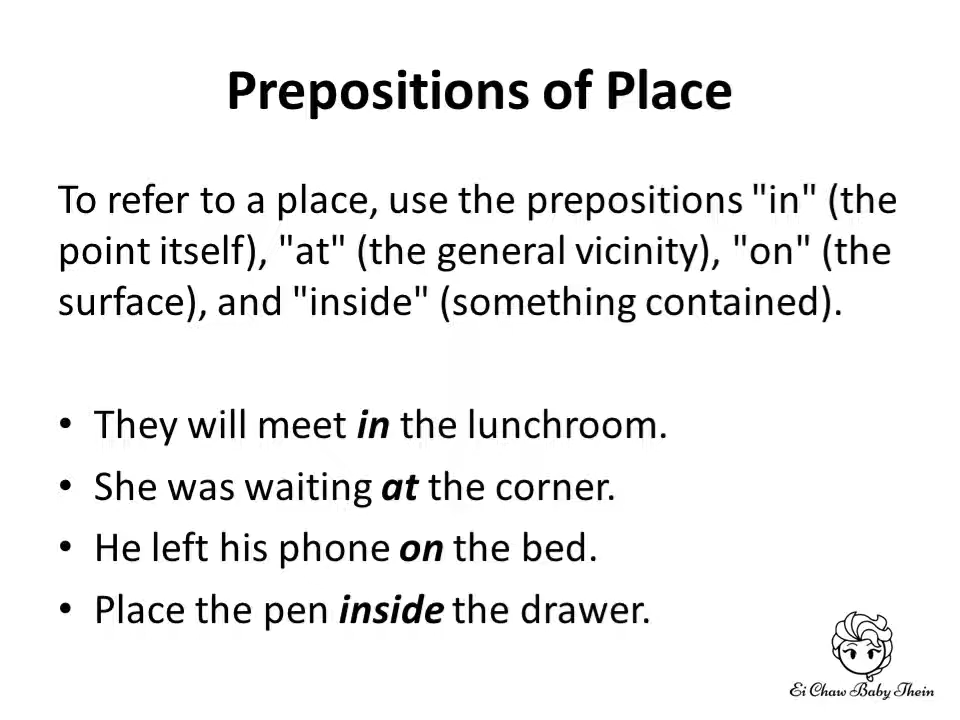 Prepositions of Place
To refer to a place, use the prepositions "in" (the
point itself), "at" (the general vicinity), "on" (the
surface), and "inside" (something contained).
• They will meet in the lunchroom.
• She was waiting at the corner.
• He left his phone on the bed.
• Place the pen inside the drawer.
Ei Chaw Baby Thein